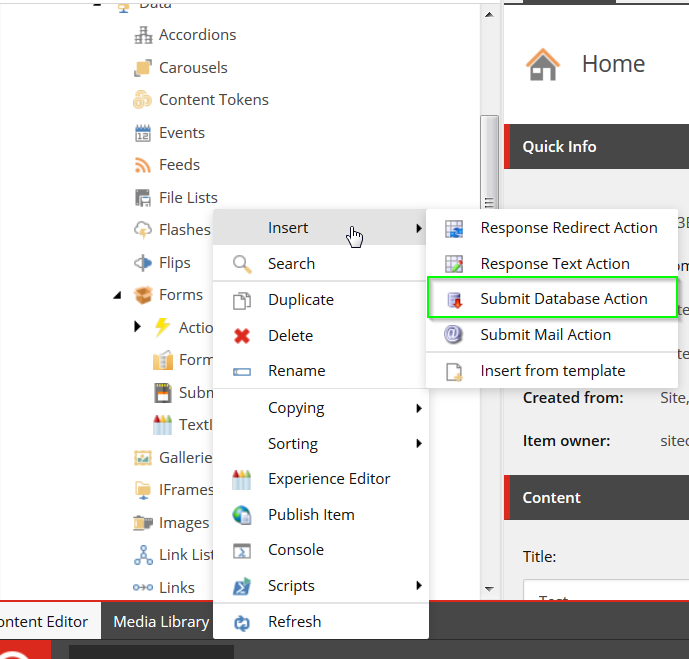 Data
Accordions
Carousels
Content Tokens
Events
Feeds
File Lists
Flashes
Flips
Forms
Actio
Form
Subm
TextI
Gallerie
IFrames
Images
Link List
Links
Insert
Search
Duplicate
Delete
Rename
Copying
Sorting
Experience Editor
Publish Item
Console
Scripts
Refresh
Response Redirect Action
Response Text Action
Submit Database Action
Submit Mail Action
Insert from template
Home
Quick Info
Created from: Site,
Item owner: sitec
Content
Title:
Test
ontent Editor
Media Library